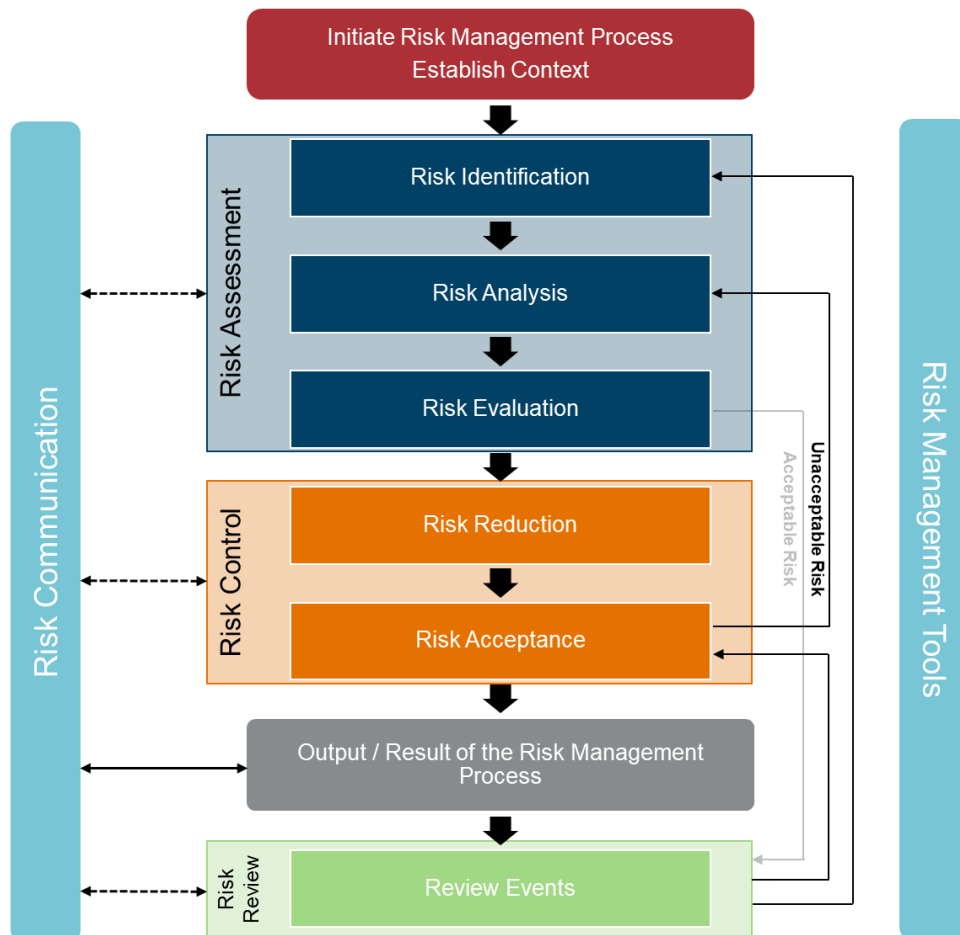 Initiate Risk Management Process
Establish Context
Risk Communication
Risk Assessment
Risk Identification
Risk Analysis
Risk Evaluation
Acceptable Risk
Unacceptable Risk
Risk Management Tools
Risk Control
Risk Reduction
Risk Acceptance
Output / Result of the Risk Management
Process
Risk
Review
Review Events